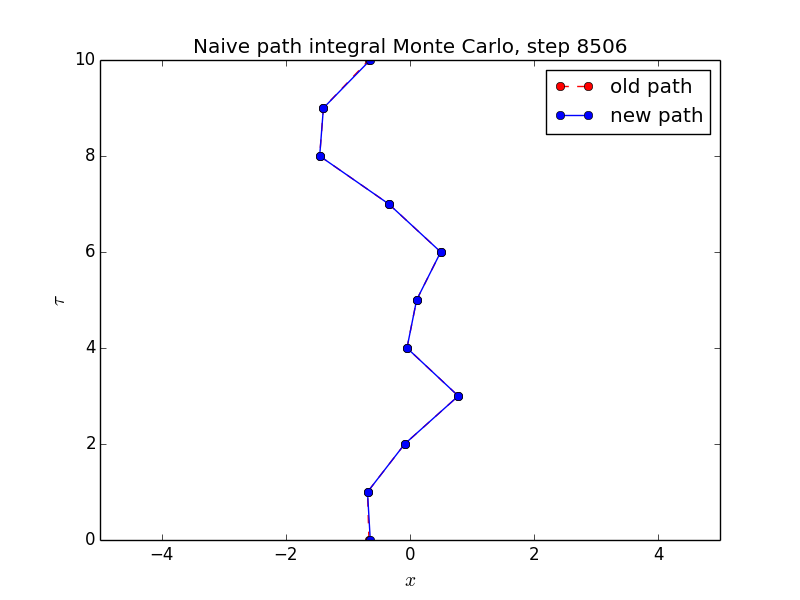 Naive path integral Monte Carlo, step 8506
old path
new path
10
8
6
4
2
0
τ
−4
−2
0
2
4
x